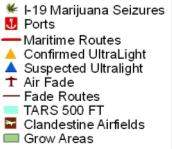 I-19 Marijuana Seizures
Ports
Maritime Routes
Confirmed UltraLight
Suspected Ultralight
Air Fade
Fade Routes
TARS 500 FT
Clandestine Airfields
Grow Areas